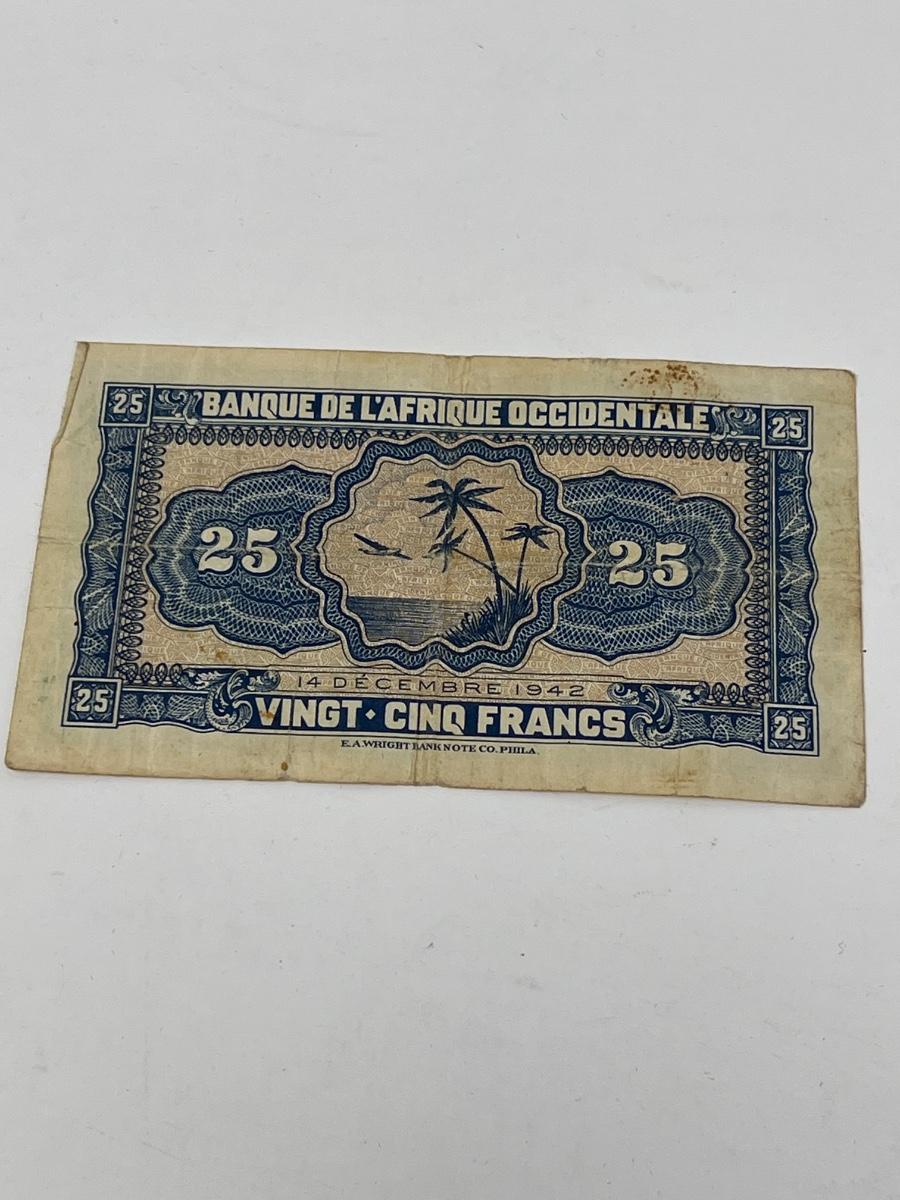 25 BANQUE DE L'AFRIQUE OCCIDENTALE 25
25 25
14 DÉCEMBRE 1942
25 VINGT·CINQ FRANCS 25
E.A.WRIGHT BANK NOTE CO. PHILA.